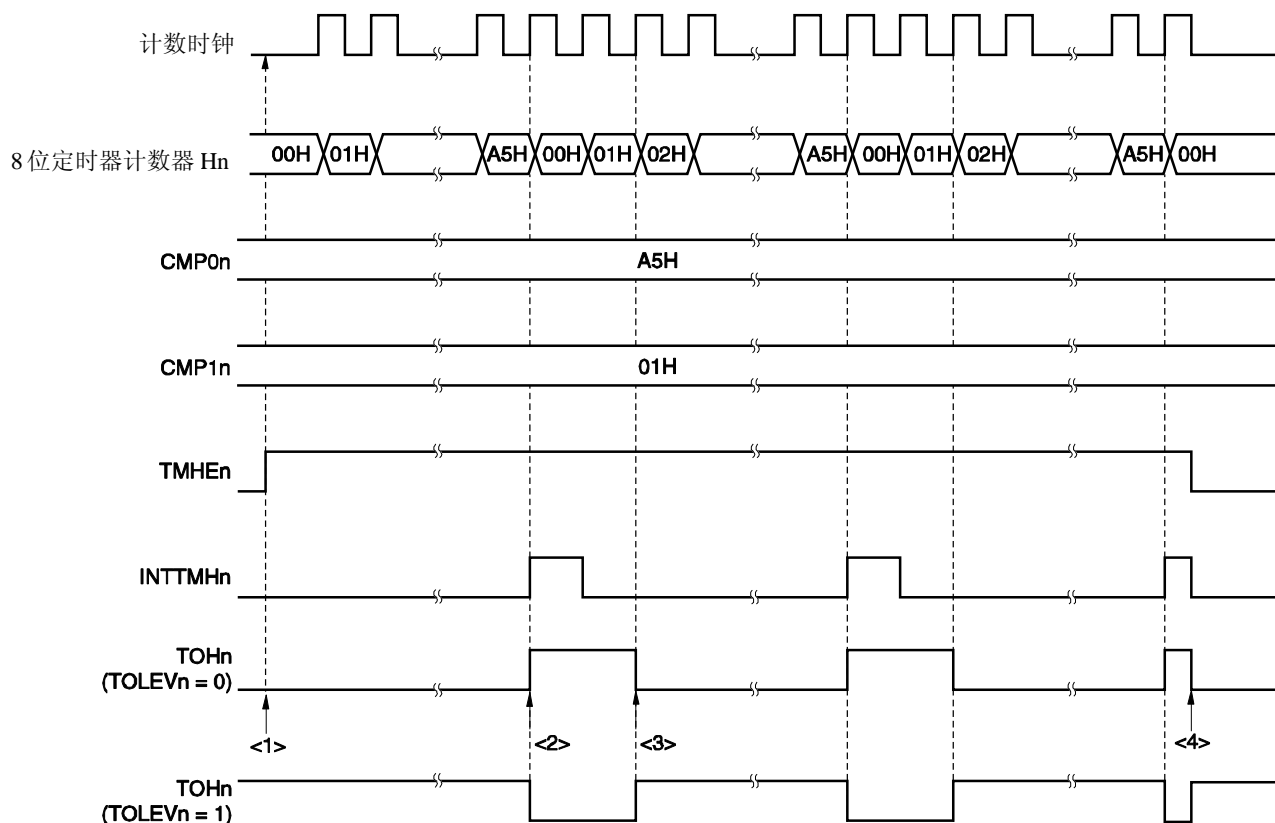 计数时钟
8位定时器计数器 Hn
00H 01H A5H 00H 01H 02H A5H 00H 01H 02H A5H 00H
CMP0n
A5H
CMP1n
01H
TMHEn
INTTMHn
TOHn
(TOLEVn = 0)
<1> <2> <3> <4>
TOHn
(TOLEVn = 1)